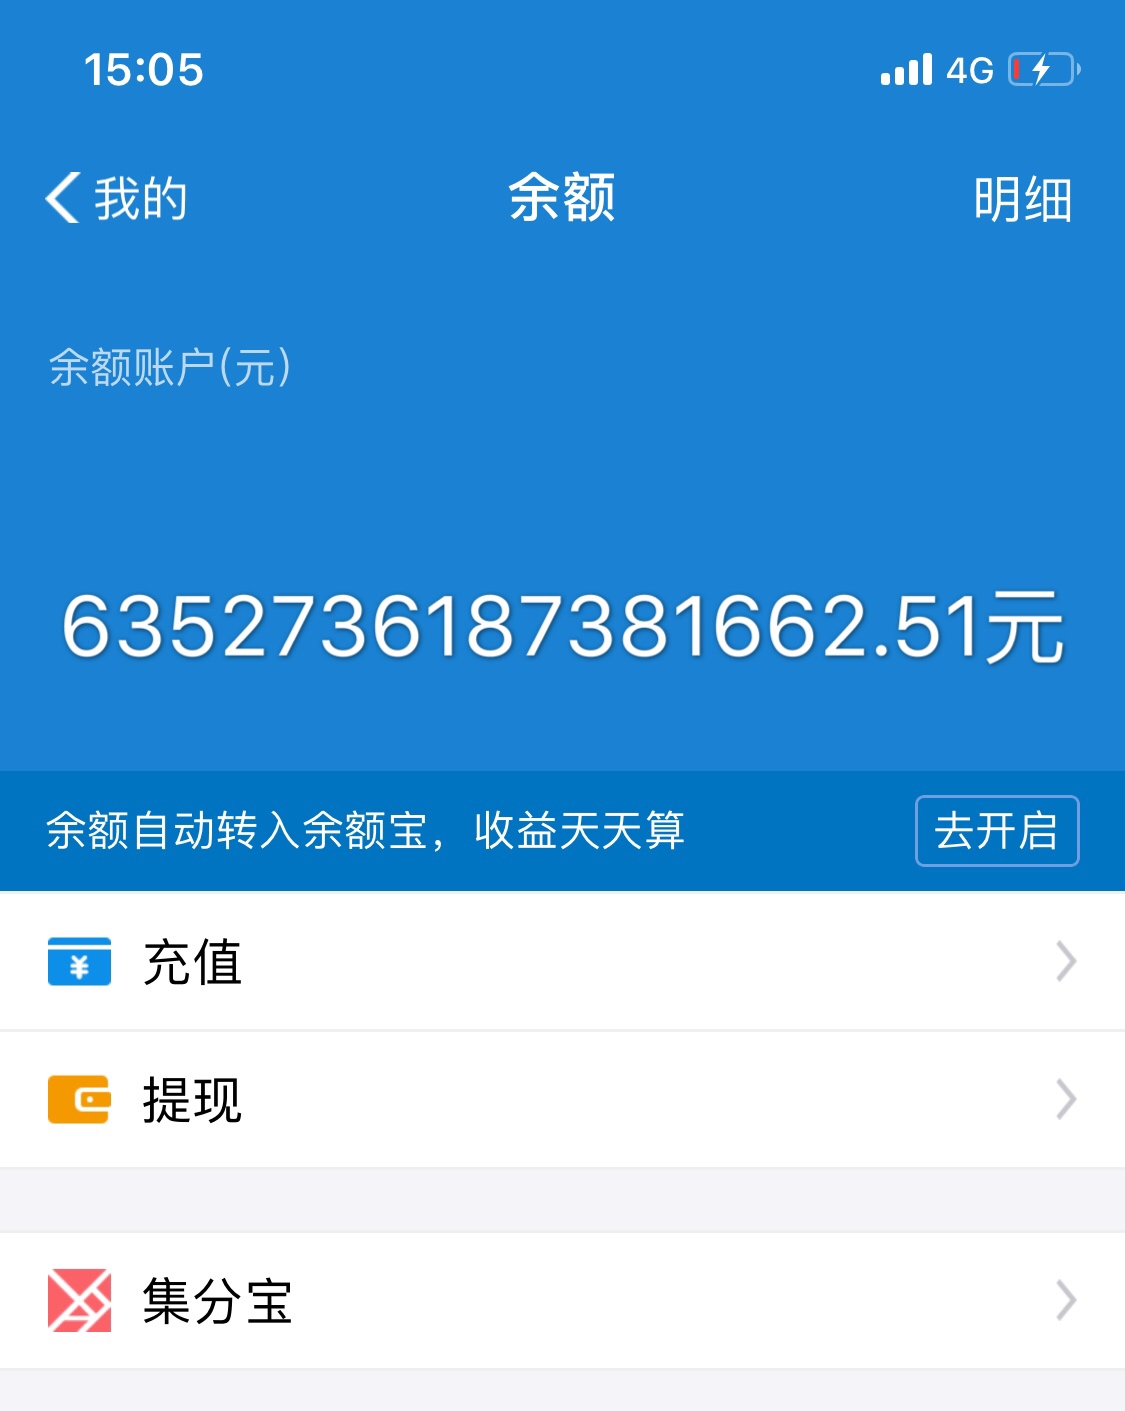 15:05 4G
我的 余额 明细
余额账户(元)
6352736187381662.51元
余额自动转入余额宝，收益天天算 去开启
充值
提现
集分宝